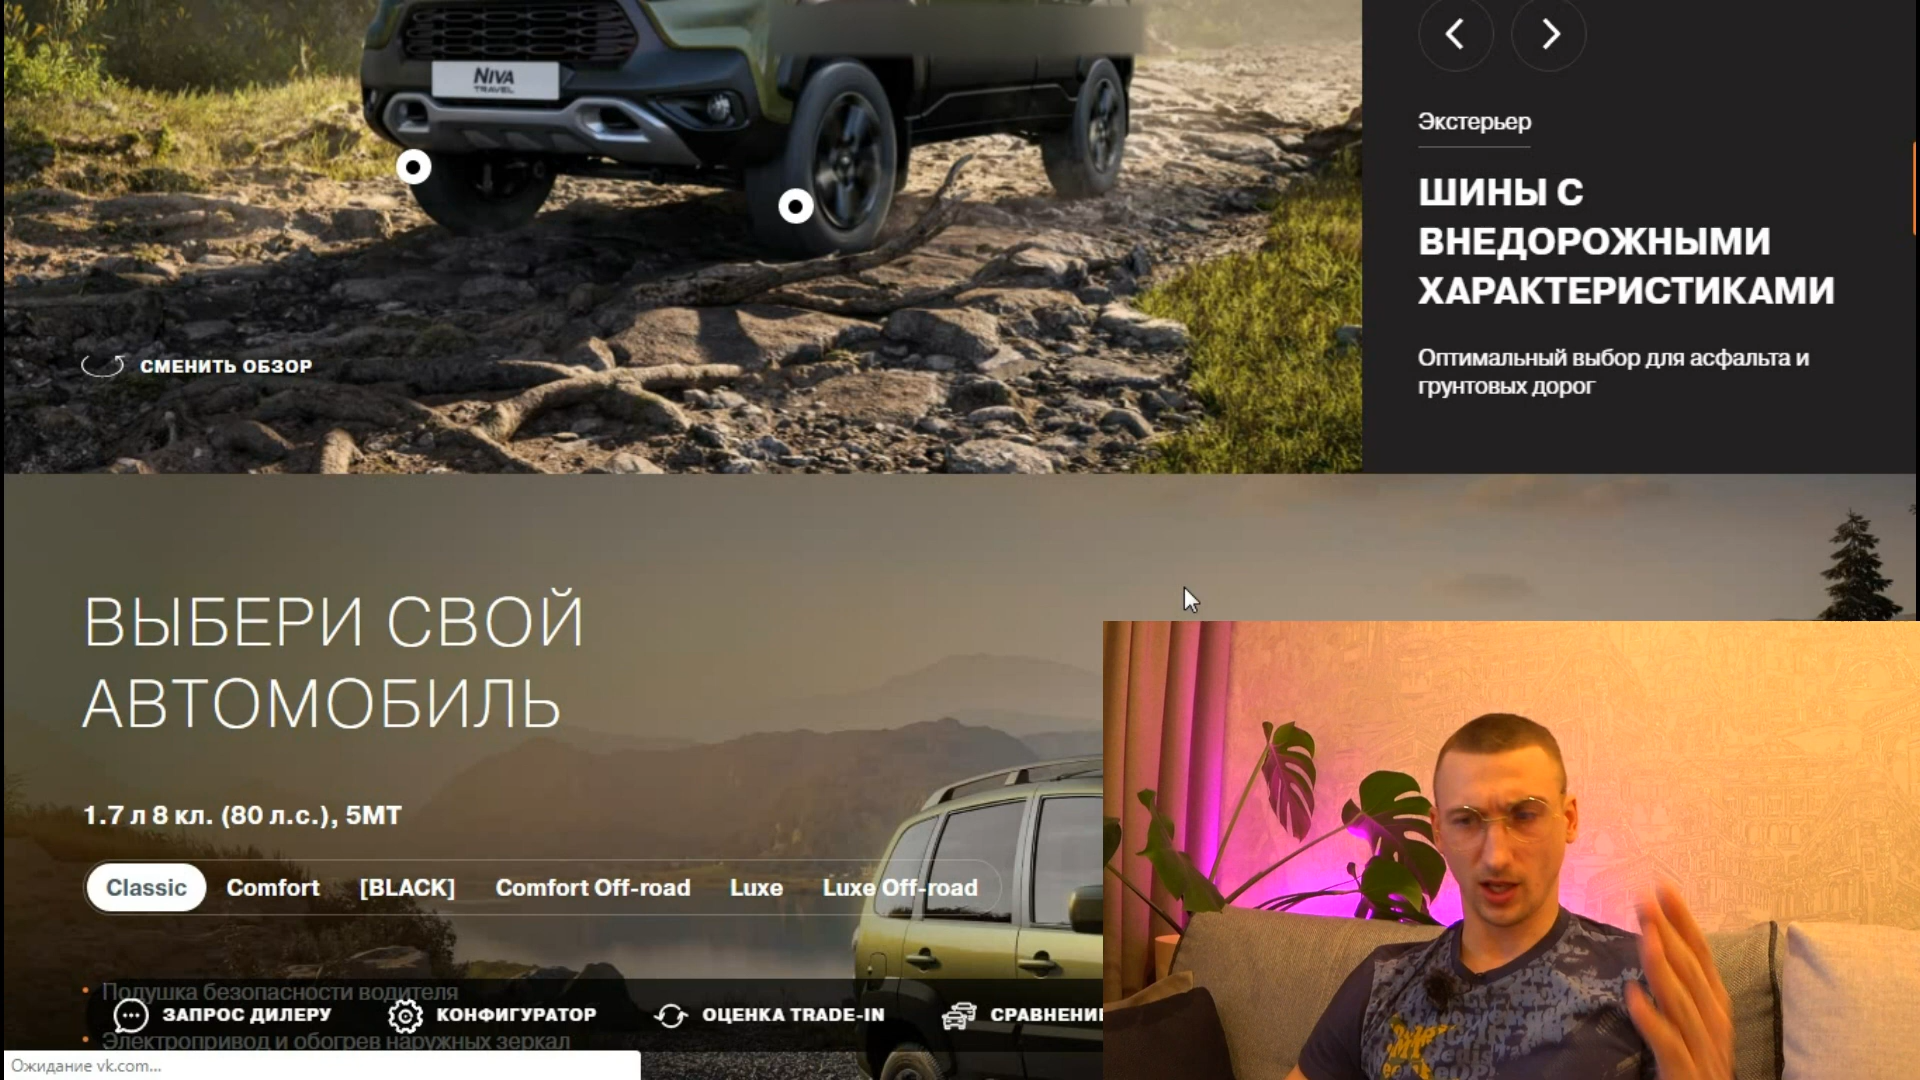 NIVA
TRAVEL
Экстерьер
ШИНЫ С
ВНЕДОРОЖНЫМИ
ХАРАКТЕРИСТИКАМИ
Оптимальный выбор для асфальта и
грунтовых дорог
СМЕНИТЬ ОБЗОР
ВЫБЕРИ СВОЙ
АВТОМОБИЛЬ
1.7 л 8 кл. (80 л.с.), 5МТ
Classic Comfort [BLACK] Comfort Off-road Luxe Luxe Off-road
• Подушка безопасности водителя
ЗАПРОС ДИЛЕРУ КОНФИГУРАТОР ОЦЕНКА TRADE-IN
• Электропривод и обогрев наружных зеркал
Ожидание vk.com...